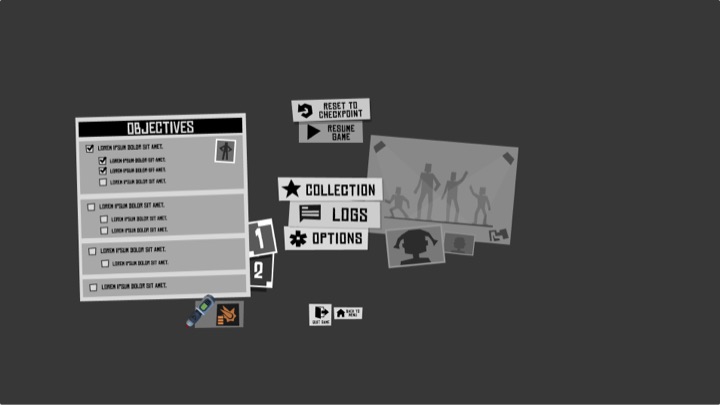 OBJECTIVES
LOREM IPSUM DOLOR SIT AMET.
LOREM IPSUM DOLOR SIT AMET.
LOREM IPSUM DOLOR SIT AMET.
LOREM IPSUM DOLOR SIT AMET.
LOREM IPSUM DOLOR SIT AMET.
LOREM IPSUM DOLOR SIT AMET.
LOREM IPSUM DOLOR SIT AMET.
LOREM IPSUM DOLOR SIT AMET.
LOREM IPSUM DOLOR SIT AMET.
LOREM IPSUM DOLOR SIT AMET.
1
2
RESET TO
CHECKPOINT
RESUME
GAME
COLLECTION
LOGS
OPTIONS
QUIT GAME
BACK TO
MENU